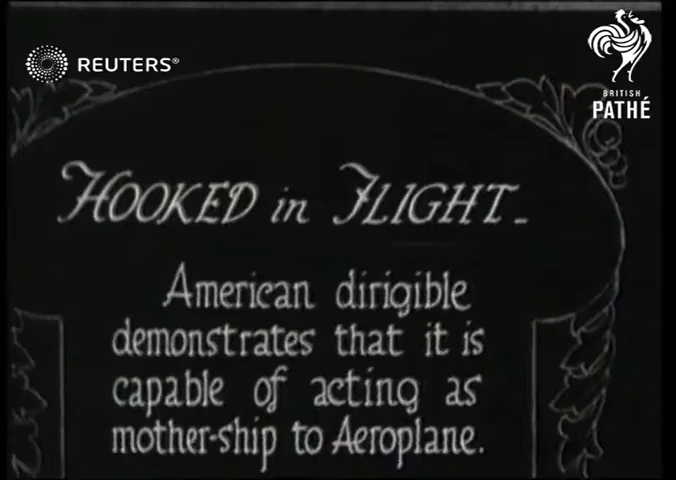 REUTERS®
BRITISH
PATHÉ
HOOKED in FLIGHT_
American dirigible
demonstrates that it is
capable of acting as
mother-ship to Aeroplane.